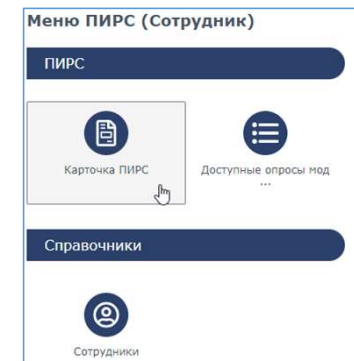 Меню ПИРС (Сотрудник)
ПИРС
Карточка ПИРС
Доступные опросы мод
...
Справочники
Сотрудники